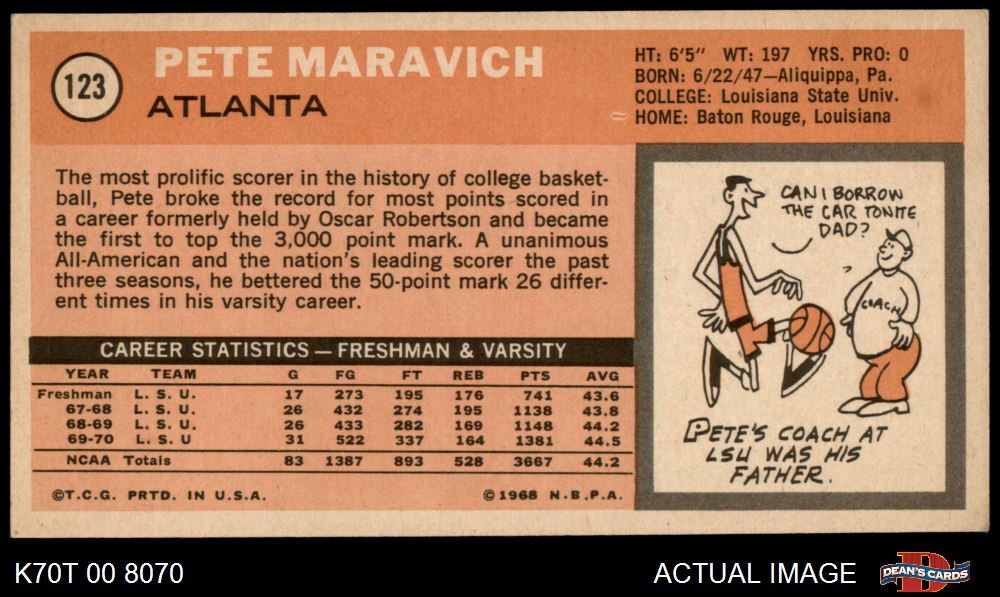 123
PETE MARAVICH
ATLANTA
HT: 6'5" WT: 197 YRS. PRO: 0
BORN: 6/22/47—Aliquippa, Pa.
COLLEGE: Louisiana State Univ.
HOME: Baton Rouge, Louisiana
The most prolific scorer in the history of college basket-
ball, Pete broke the record for most points scored in
a career formerly held by Oscar Robertson and became
the first to top the 3,000 point mark. A unanimous
All-American and the nation's leading scorer the past
three seasons, he bettered the 50-point mark 26 differ-
ent times in his varsity career.
CAREER STATISTICS — FRESHMAN & VARSITY
YEAR TEAM G FG FT REB PTS AVG
Freshman L. S. U. 17 273 195 176 741 43.6
67-68 L. S. U. 26 432 274 195 1138 43.8
68-69 L. S. U. 26 433 282 169 1148 44.2
69-70 L. S. U 31 522 337 164 1381 44.5
NCAA Totals 83 1387 893 528 3667 44.2
©T.C.G. PRTD. IN U.S.A. ©1968 N.B.P.A.
CAN I BORROW
THE CAR TONITE
DAD?
COACH
PETE'S COACH AT
LSU WAS HIS
FATHER.
K70T 00 8070
ACTUAL IMAGE
D
DEAN'S CARDS